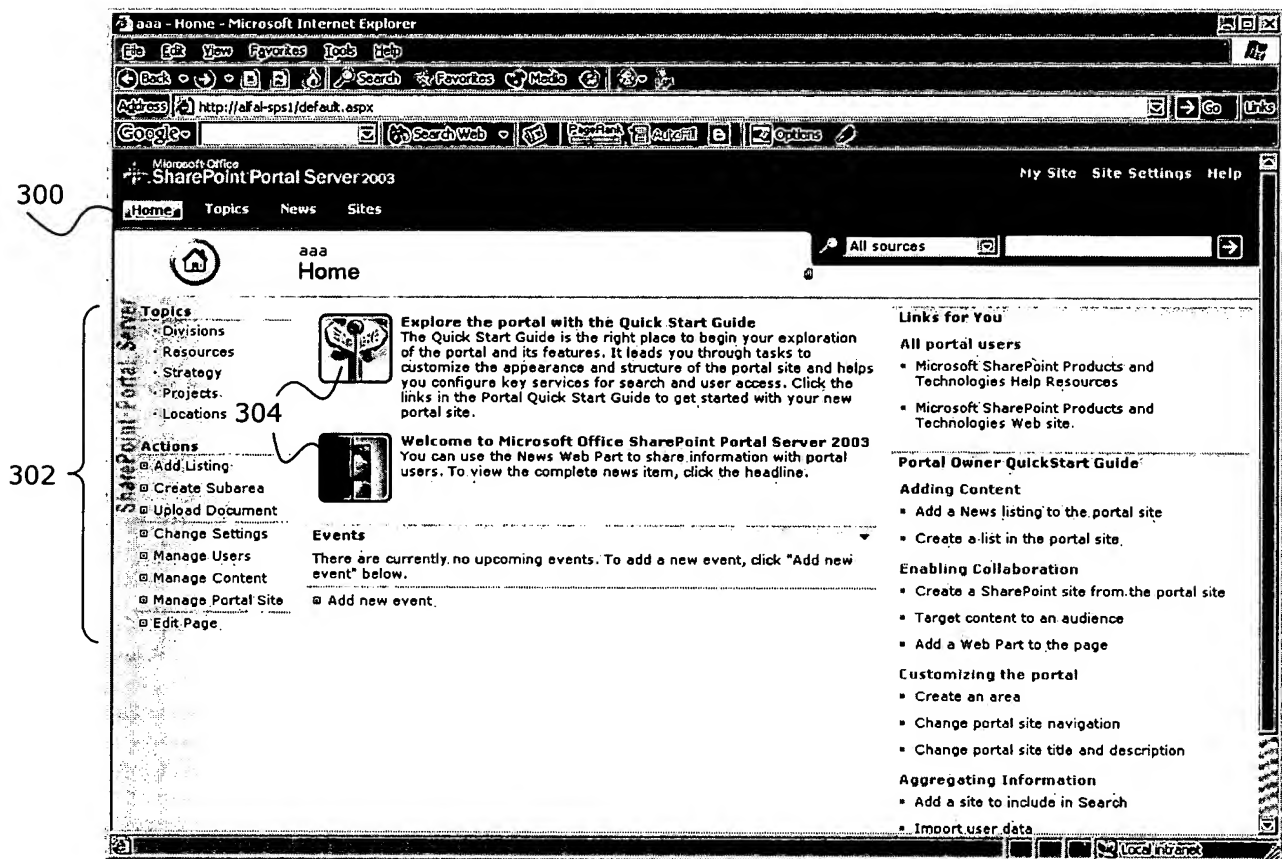 aaa - Home - Microsoft Internet Explorer
File Edit View Favorites Tools Help
Back Search Favorites Media
Address http://alfal-sps1/default.aspx Go Links
Google Search Web PageRank AutoFill Options
Microsoft Office
SharePoint Portal Server 2003
My Site Site Settings Help
300
Home Topics News Sites
All sources
aaa
Home
SharePoint Portal Server
302
304
Topics
Divisions
Resources
Strategy
Projects
Locations
Actions
Add Listing
Create Subarea
Upload Document
Change Settings
Manage Users
Manage Content
Manage Portal Site
Edit Page
Explore the portal with the Quick Start Guide
The Quick Start Guide is the right place to begin your exploration
of the portal and its features. It leads you through tasks to
customize the appearance and structure of the portal site and helps
you configure key services for search and user access. Click the
links in the Portal Quick Start Guide to get started with your new
portal site.
Welcome to Microsoft Office SharePoint Portal Server 2003
You can use the News Web Part to share information with portal
users. To view the complete news item, click the headline.
Events
There are currently no upcoming events. To add a new event, click "Add new
event" below.
Add new event
Links for You
All portal users
Microsoft SharePoint Products and
Technologies Help Resources
Microsoft SharePoint Products and
Technologies Web site.
Portal Owner QuickStart Guide
Adding Content
Add a News listing to the portal site
Create a list in the portal site
Enabling Collaboration
Create a SharePoint site from the portal site
Target content to an audience
Add a Web Part to the page
Customizing the portal
Create an area
Change portal site navigation
Change portal site title and description
Aggregating Information
Add a site to include in Search
Import user data
Local intranet